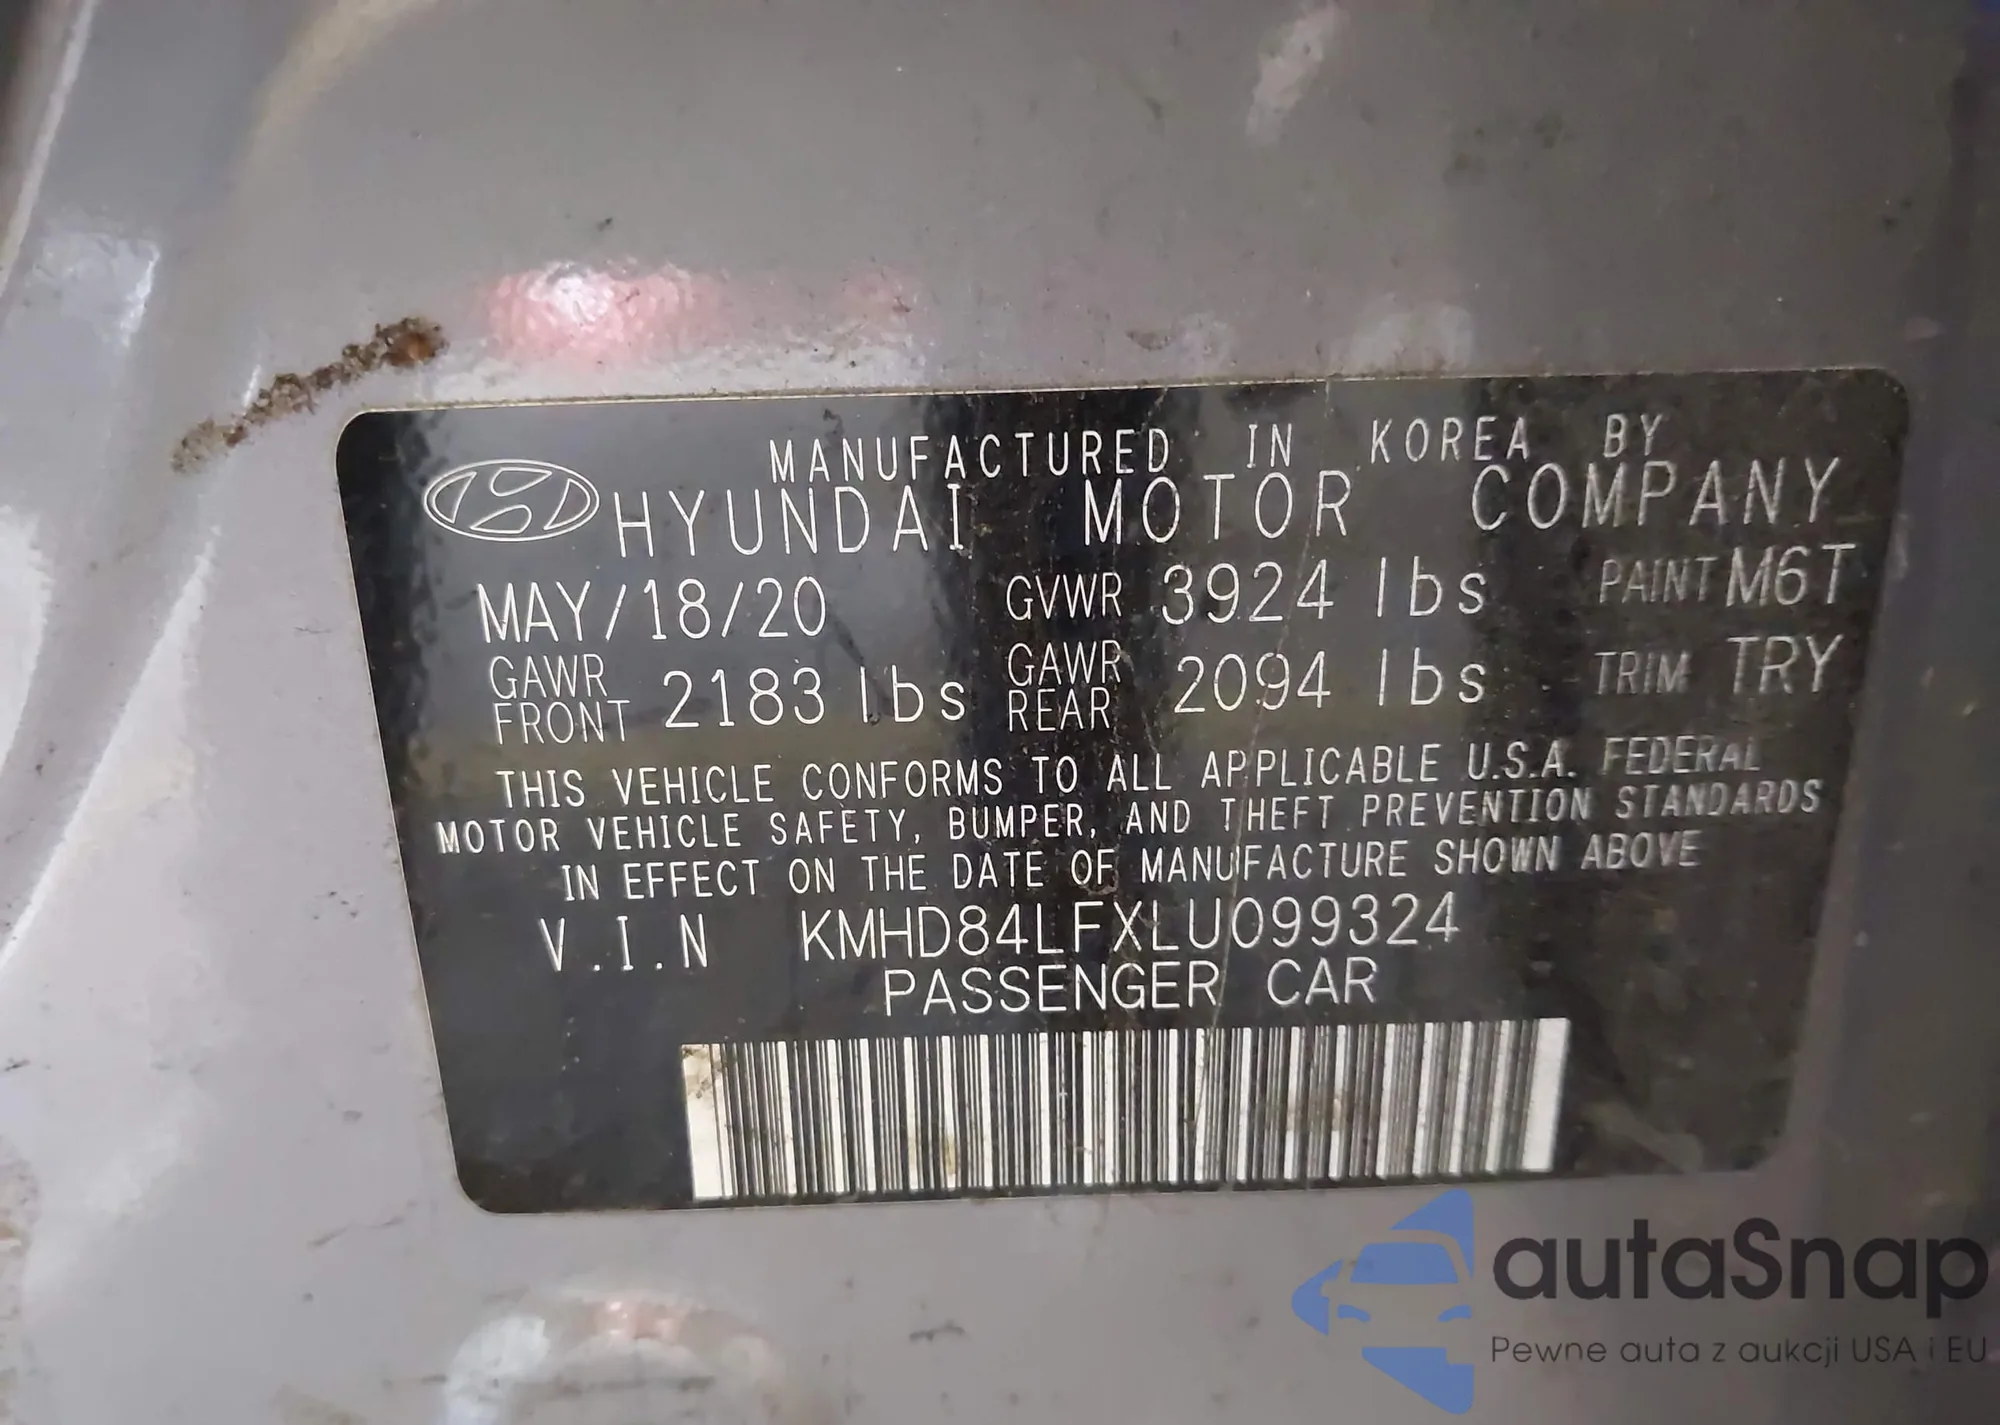 MANUFACTURED IN KOREA BY
HYUNDAI MOTOR COMPANY
MAY/18/20 GVWR 3924 lbs PAINT M6T
GAWR FRONT 2183 lbs GAWR REAR 2094 lbs TRIM TRY
THIS VEHICLE CONFORMS TO ALL APPLICABLE U.S.A. FEDERAL
MOTOR VEHICLE SAFETY, BUMPER, AND THEFT PREVENTION STANDARDS
IN EFFECT ON THE DATE OF MANUFACTURE SHOWN ABOVE
V.I.N KMHD84LFXLU099324
PASSENGER CAR
autaSnap
Pewne auta z aukcji USA i EU